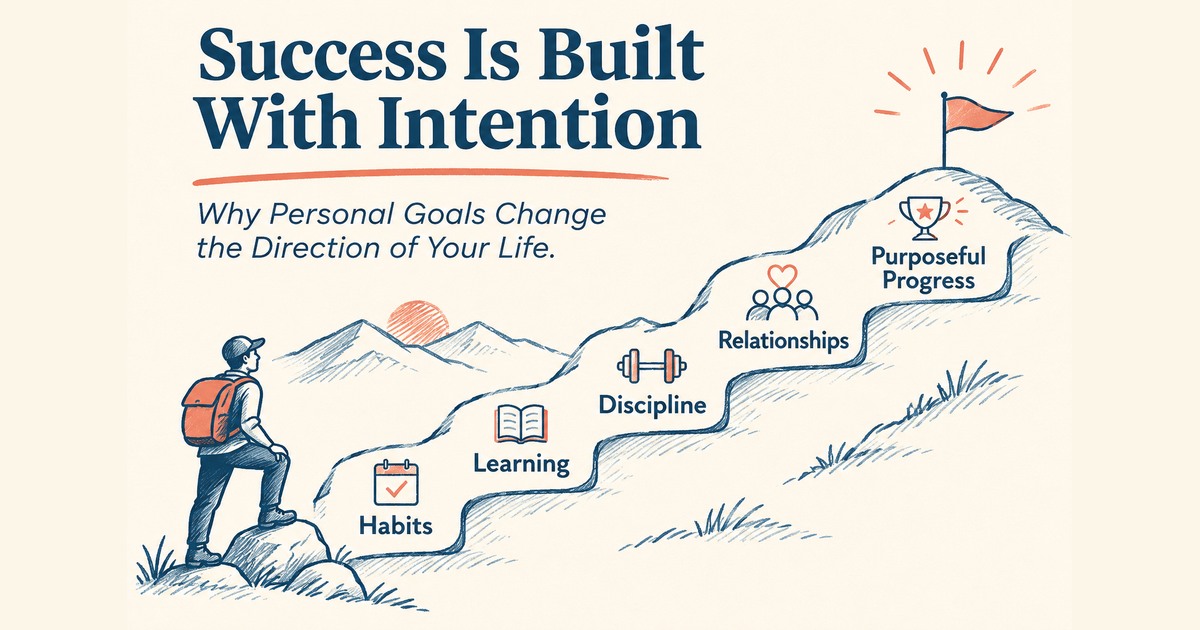 Success Is Built
With Intention
Why Personal Goals Change
the Direction of Your Life.
Purposeful
Progress
Relationships
Discipline
Learning
Habits